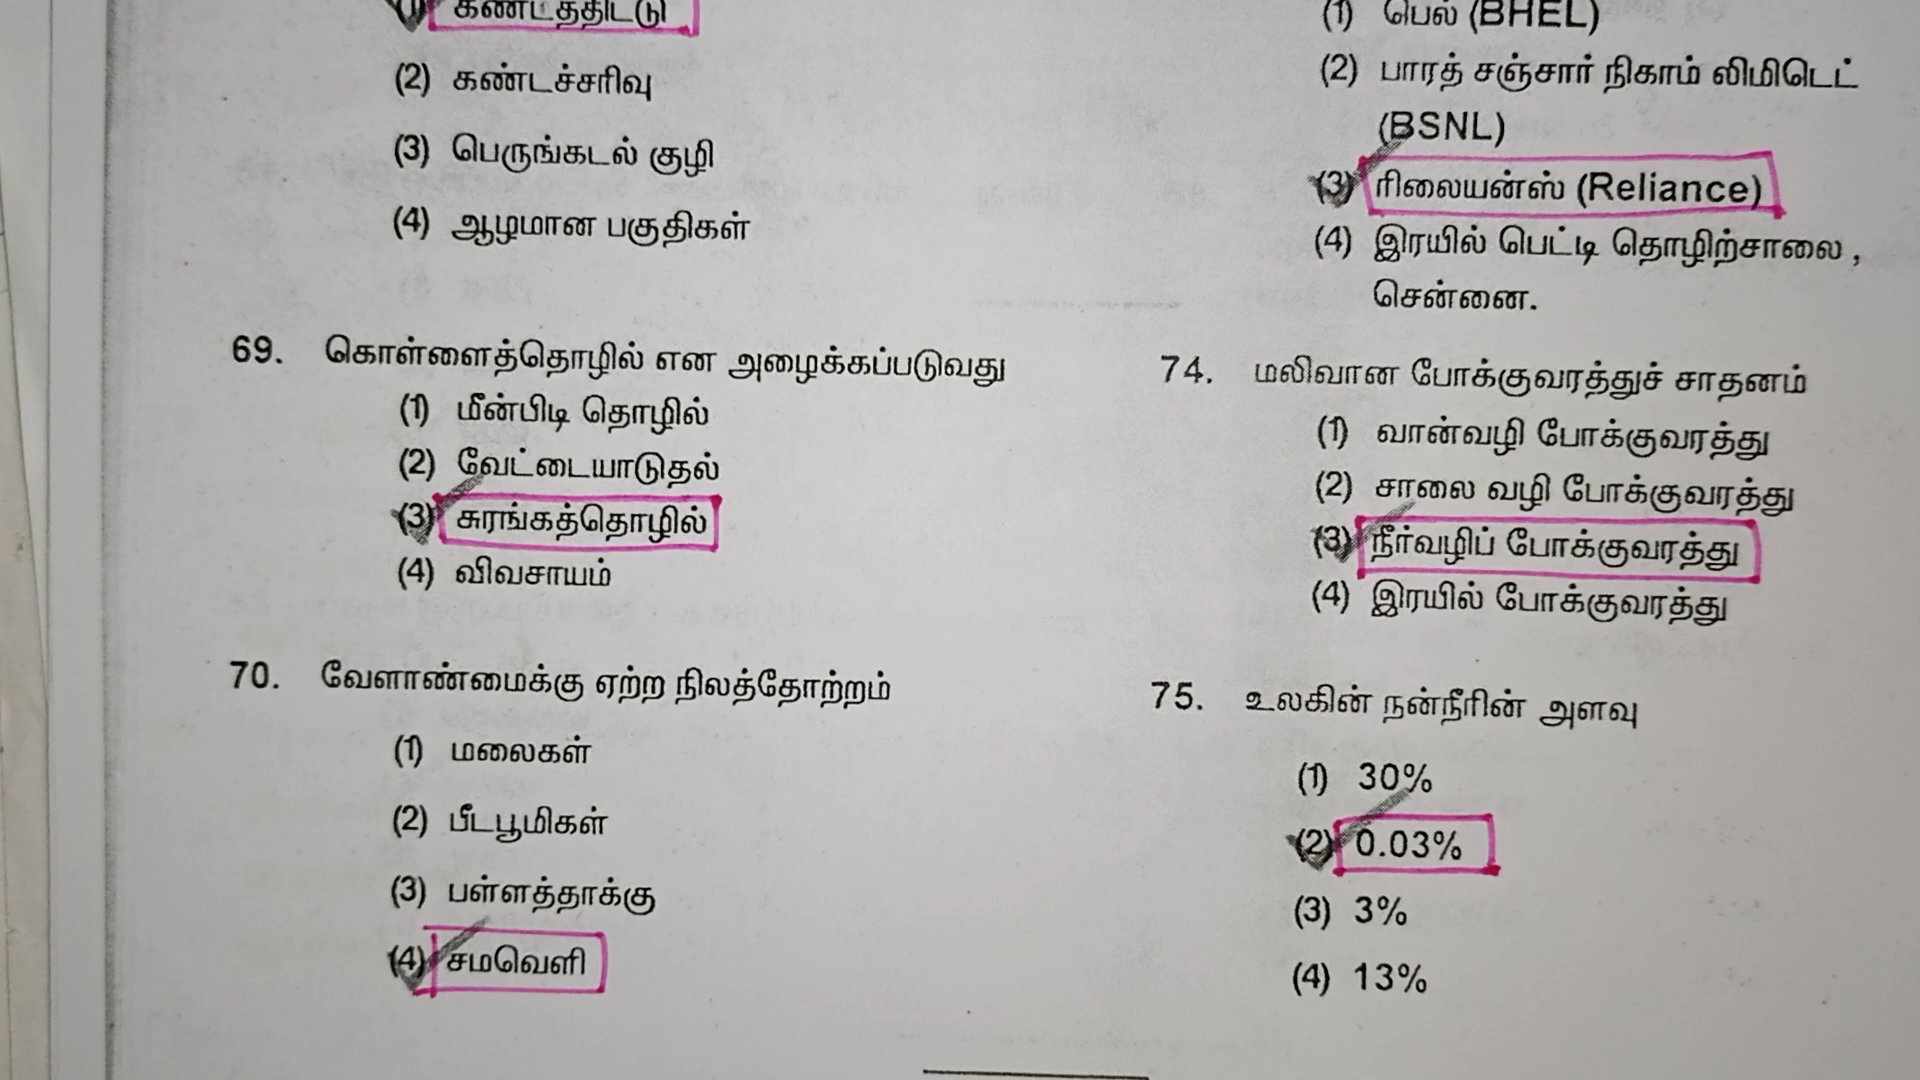 (1) கண்டத்திட்டு
(2) கண்டச்சரிவு
(3) பெருங்கடல் குழி
(4) ஆழமான பகுதிகள்
69. கொள்ளைத்தொழில் என அழைக்கப்படுவது
(1) மீன்பிடி தொழில்
(2) வேட்டையாடுதல்
(3) சுரங்கத்தொழில்
(4) விவசாயம்
70. வேளாண்மைக்கு ஏற்ற நிலத்தோற்றம்
(1) மலைகள்
(2) பீடபூமிகள்
(3) பள்ளத்தாக்கு
(4) சமவெளி
(1) பெல் (BHEL)
(2) பாரத் சஞ்சார் நிகாம் லிமிடெட்
(BSNL)
(3) ரிலையன்ஸ் (Reliance)
(4) இரயில் பெட்டி தொழிற்சாலை ,
சென்னை.
74. மலிவான போக்குவரத்துச் சாதனம்
(1) வான்வழி போக்குவரத்து
(2) சாலை வழி போக்குவரத்து
(3) நீர்வழிப் போக்குவரத்து
(4) இரயில் போக்குவரத்து
75. உலகின் நன்நீரின் அளவு
(1) 30%
(2) 0.03%
(3) 3%
(4) 13%